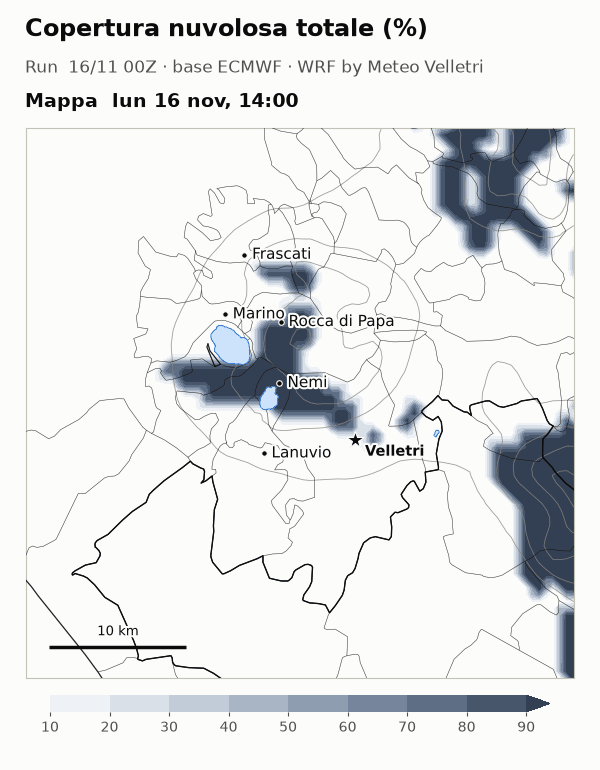 Copertura nuvolosa totale (%)
Run  16/11 00Z · base ECMWF · WRF by Meteo Velletri
Mappa  lun 16 nov, 14:00
Frascati
Marino
Rocca di Papa
Nemi
Velletri
Lanuvio
10 km
10 20 30 40 50 60 70 80 90